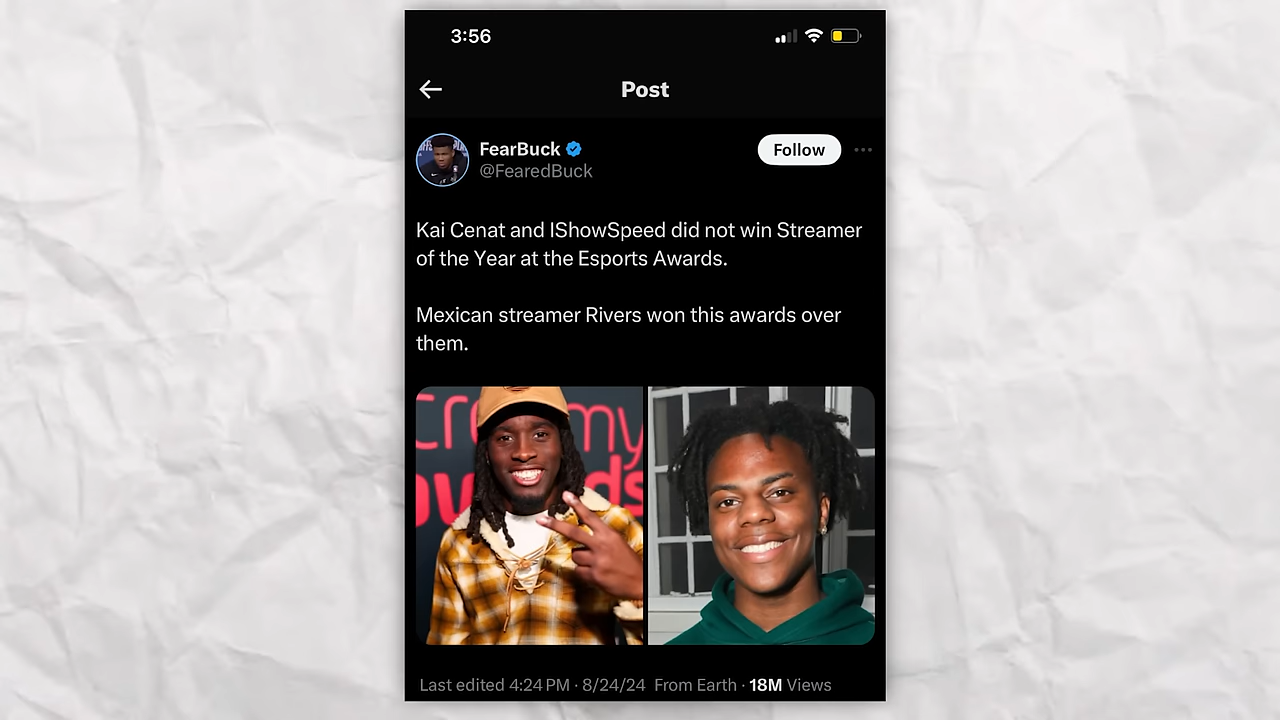 3:56
Post
FearBuck
Follow
@FearedBuck
Kai Cenat and IShowSpeed did not win Streamer
of the Year at the Esports Awards.
Mexican streamer Rivers won this awards over
them.
Last edited 4:24 PM · 8/24/24 From Earth · 18M Views